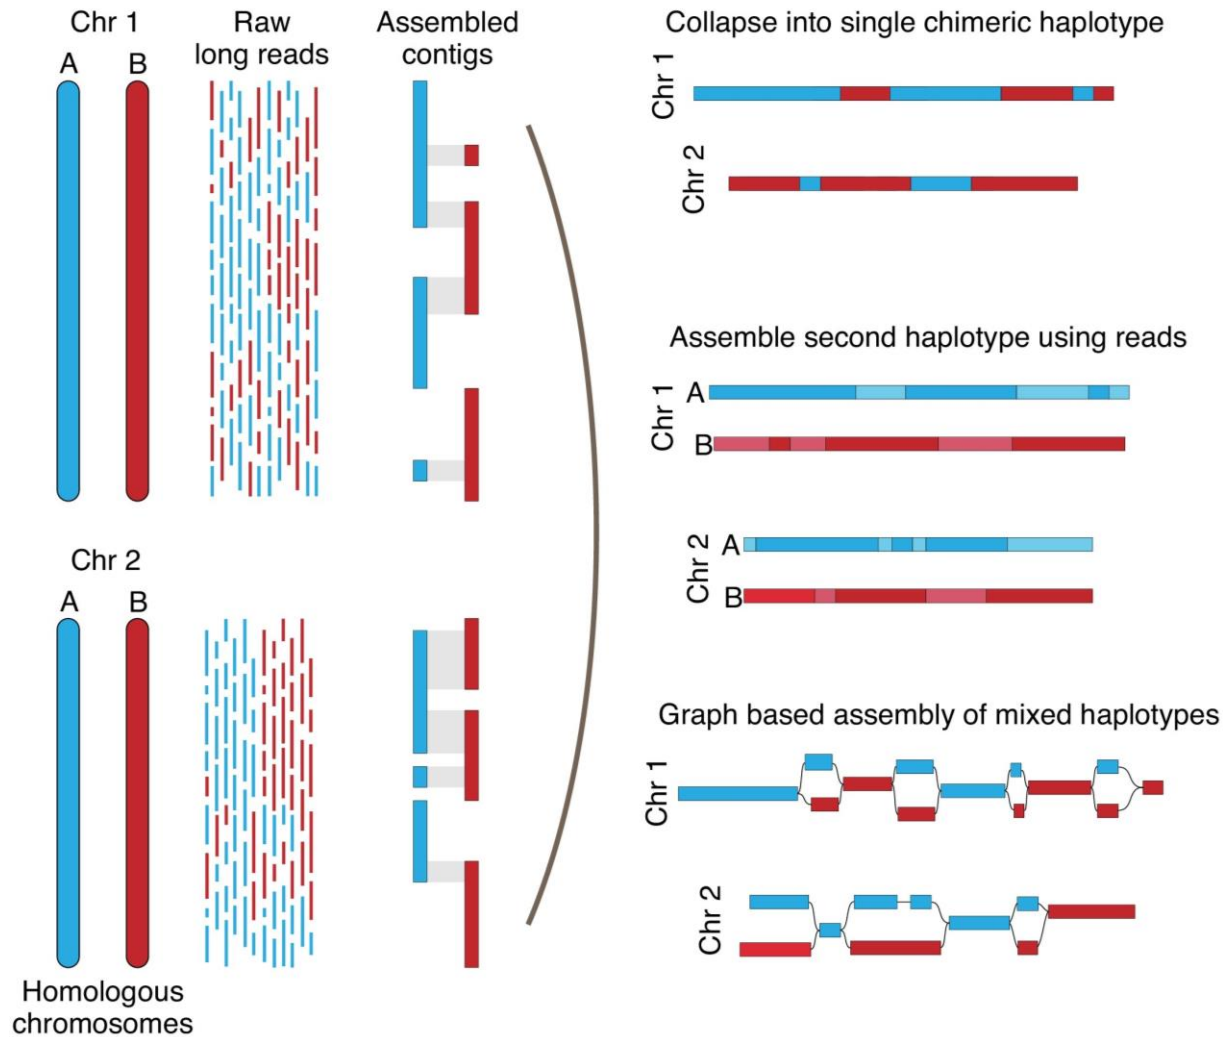 Chr 1
A
B
Raw
long reads
Assembled
contigs
Chr 2
A
B
Homologous
chromosomes
Collapse into single chimeric haplotype
Chr 1
Chr 2
Assemble second haplotype using reads
Chr 1
A
B
Chr 2
A
B
Graph based assembly of mixed haplotypes
Chr 1
Chr 2